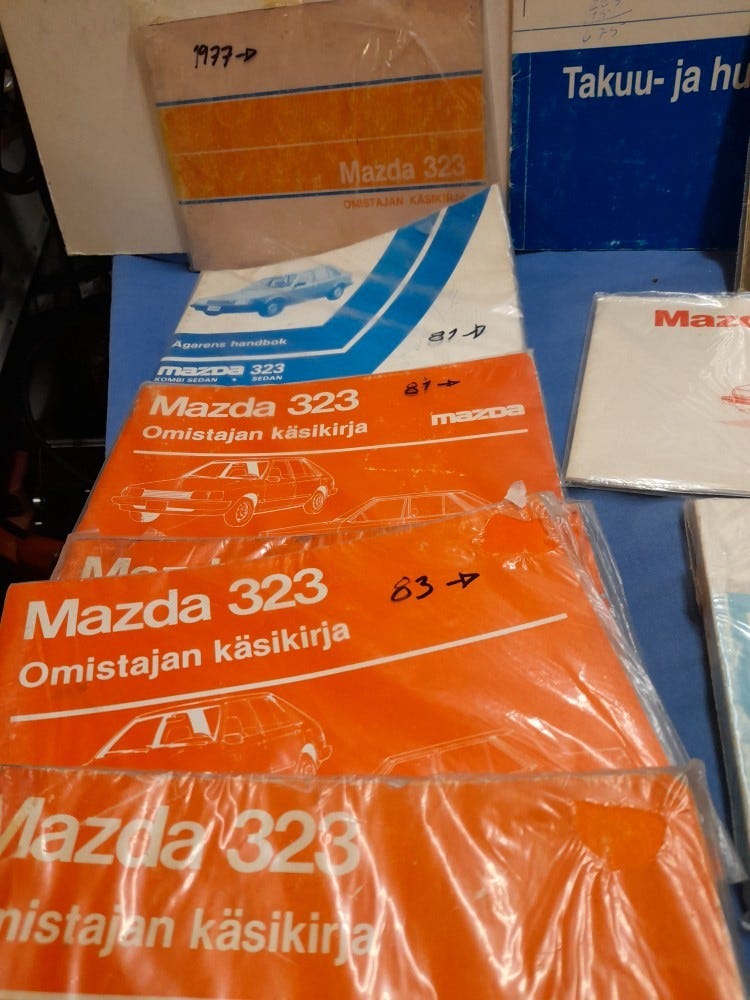 1977→
Mazda 323
OMISTAJAN KÄSIKIRJA
Takuu- ja hu
Ägarens handbok
81→
mazda 323
KOMBI SEDAN • SEDAN
Mazda 323
81→
Omistajan käsikirja
mazda
Maz
Mazda 323
83→
Omistajan käsikirja
Mazda 323
mistajan käsikirja